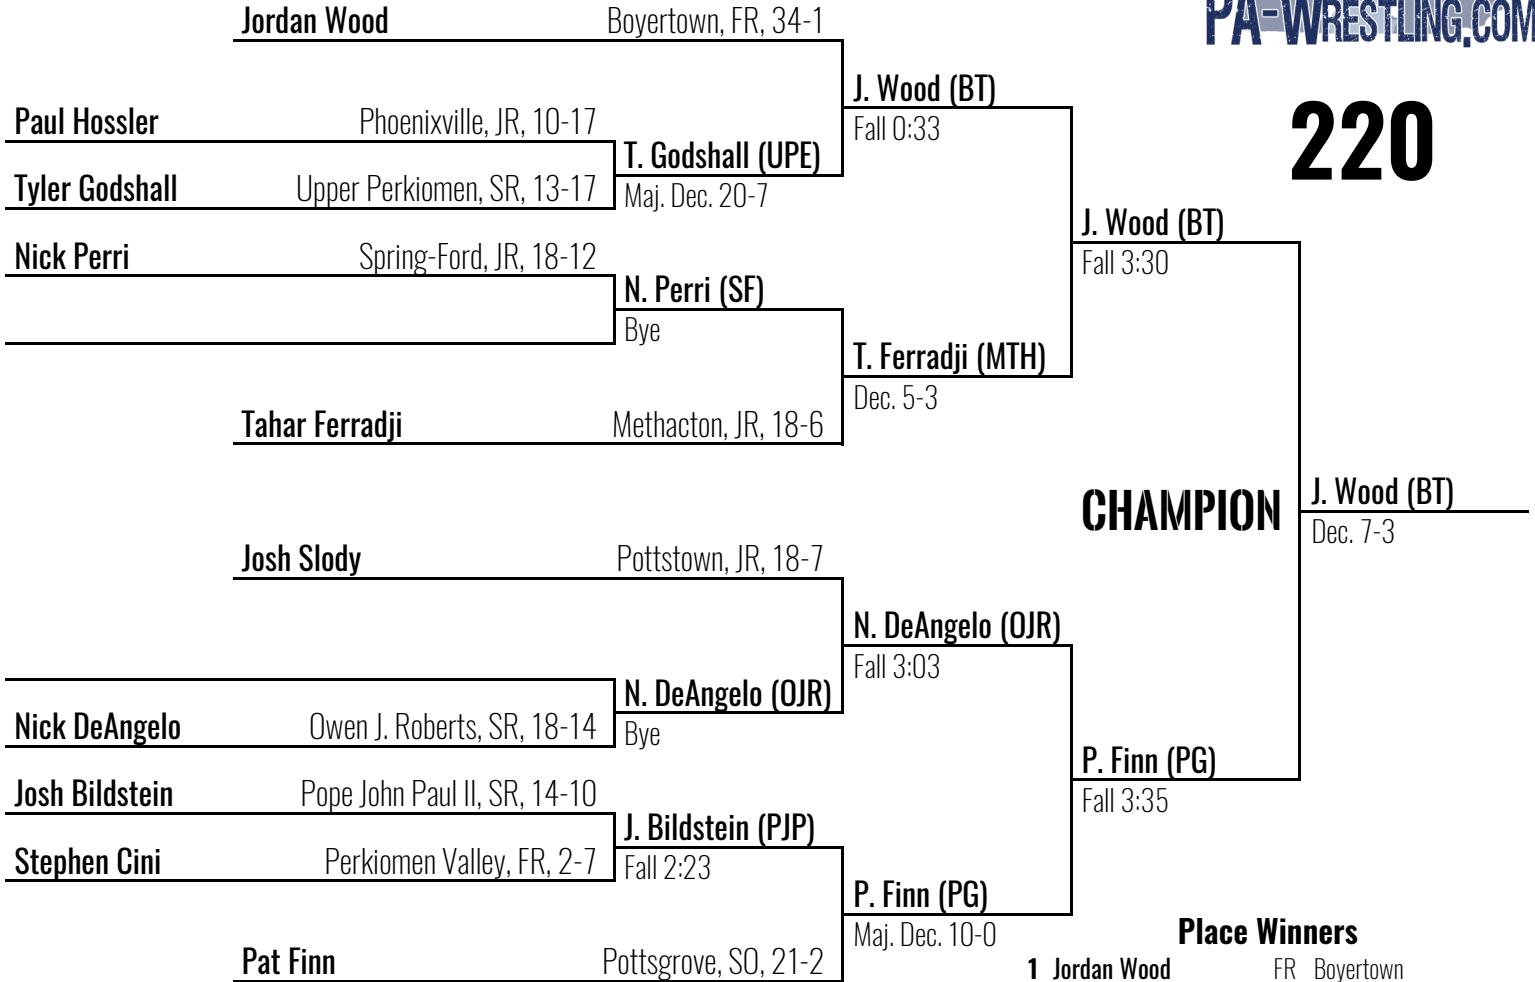 Jordan Wood Boyertown, FR, 34-1
PA-WRESTLING.COM
J. Wood (BT)
Fall 0:33
220
Paul Hossler Phoenixville, JR, 10-17
T. Godshall (UPE)
Maj. Dec. 20-7
Tyler Godshall Upper Perkiomen, SR, 13-17
J. Wood (BT)
Fall 3:30
Nick Perri Spring-Ford, JR, 18-12
N. Perri (SF)
Bye
T. Ferradji (MTH)
Dec. 5-3
Tahar Ferradji Methacton, JR, 18-6
CHAMPION
J. Wood (BT)
Dec. 7-3
Josh Slody Pottstown, JR, 18-7
N. DeAngelo (OJR)
Fall 3:03
N. DeAngelo (OJR)
Bye
Nick DeAngelo Owen J. Roberts, SR, 18-14
P. Finn (PG)
Fall 3:35
Josh Bildstein Pope John Paul II, SR, 14-10
J. Bildstein (PJP)
Fall 2:23
Stephen Cini Perkiomen Valley, FR, 2-7
P. Finn (PG)
Maj. Dec. 10-0
Place Winners
Pat Finn Pottsgrove, SO, 21-2
1 Jordan Wood FR Boyertown